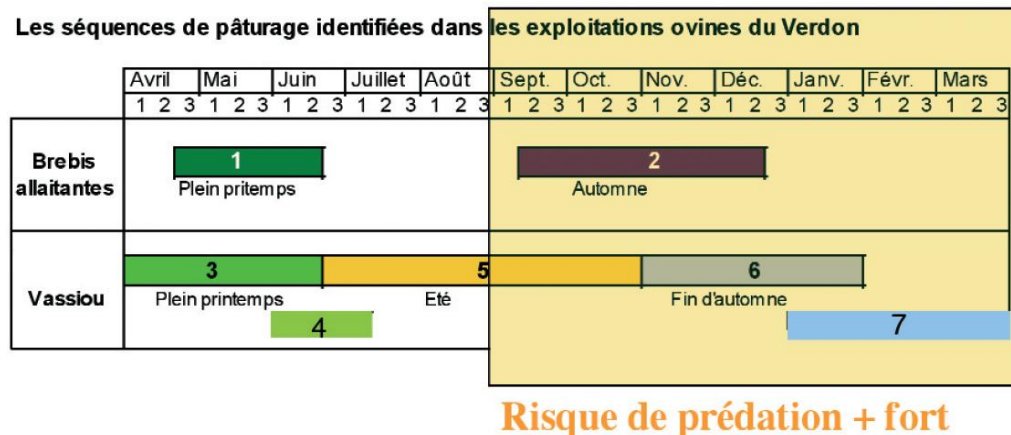 Les séquences de pâturage identifiées dans les exploitations ovines du Verdon
Avril Mai Juin Juillet Août Sept. Oct. Nov. Déc. Janv. Févr. Mars
1 2 3 1 2 3 1 2 3 1 2 3 1 2 3 1 2 3 1 2 3 1 2 3 1 2 3 1 2 3 1 2 3 1 2 3
Brebis
allaitantes
1 2
Plein pritemps Automne
Vassiou
3 5 6
Plein printemps Eté Fin d'automne
4 7
Risque de prédation + fort